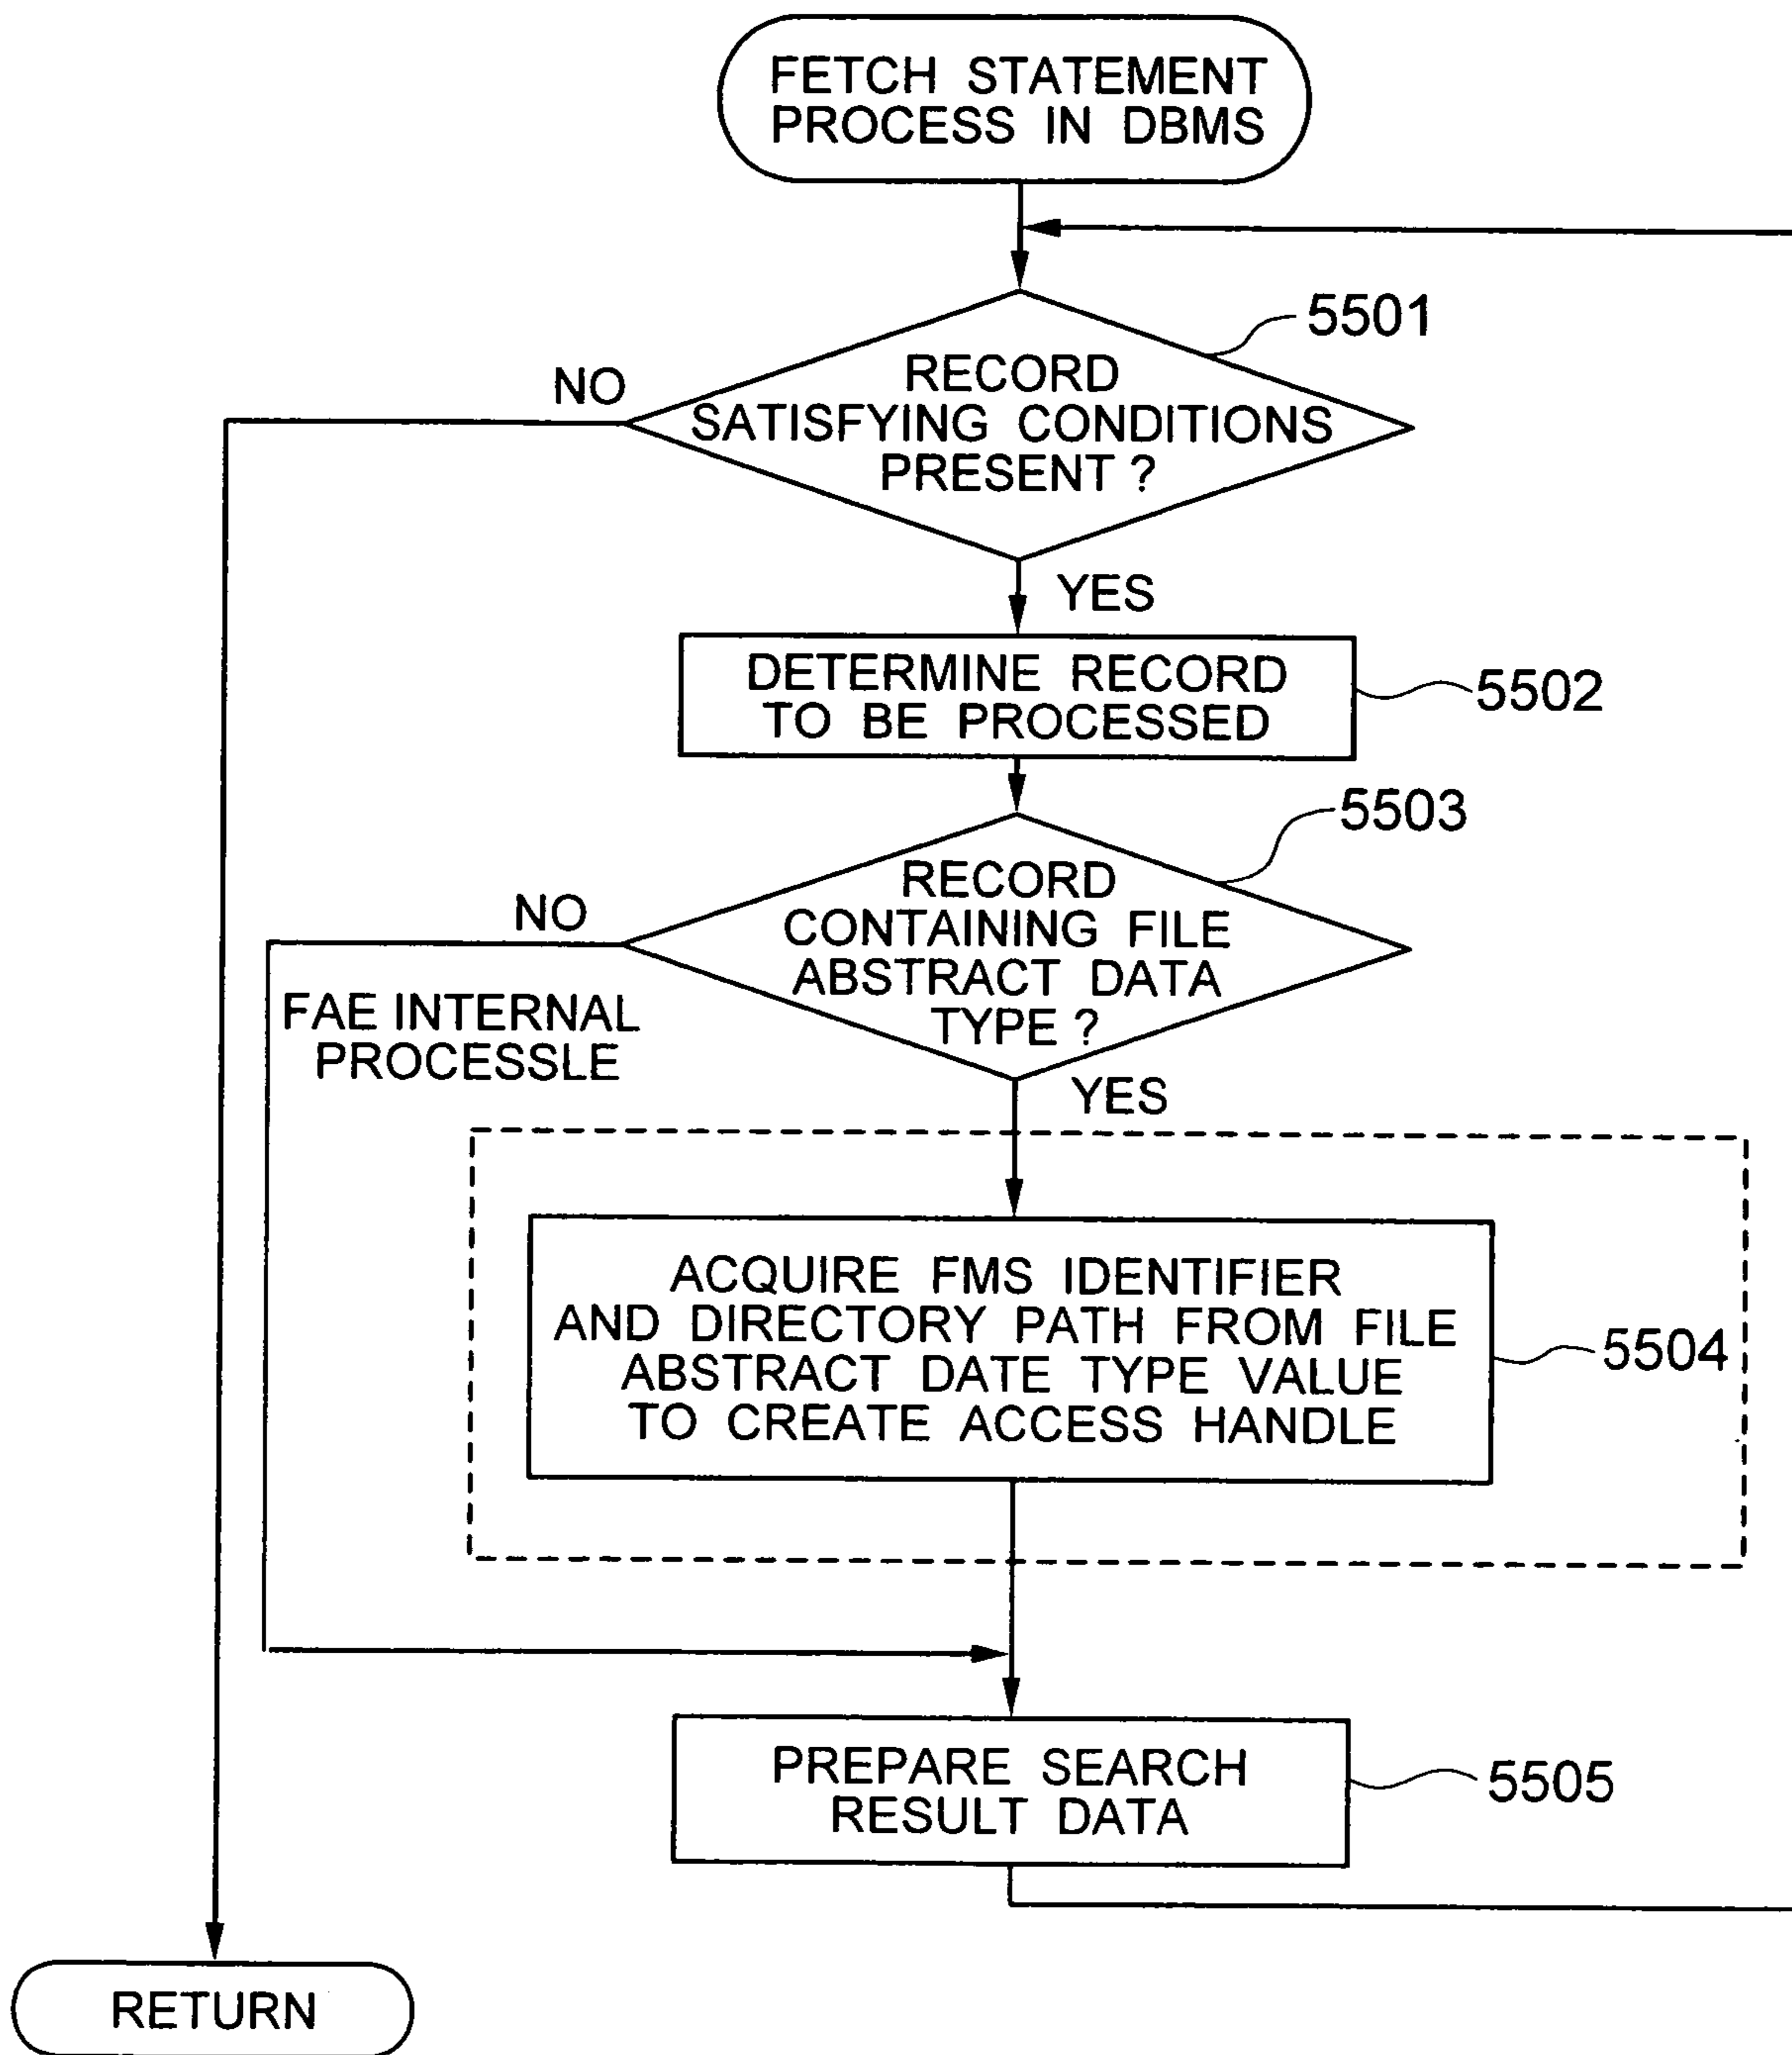 FETCH STATEMENT
PROCESS IN DBMS
5501
NO
RECORD
SATISFYING CONDITIONS
PRESENT ?
YES
DETERMINE RECORD
TO BE PROCESSED
5502
5503
NO
RECORD
CONTAINING FILE
ABSTRACT DATA
TYPE ?
FAE INTERNAL
PROCESSLE
YES
ACQUIRE FMS IDENTIFIER
AND DIRECTORY PATH FROM FILE
ABSTRACT DATE TYPE VALUE
TO CREATE ACCESS HANDLE
5504
PREPARE SEARCH
RESULT DATA
5505
RETURN